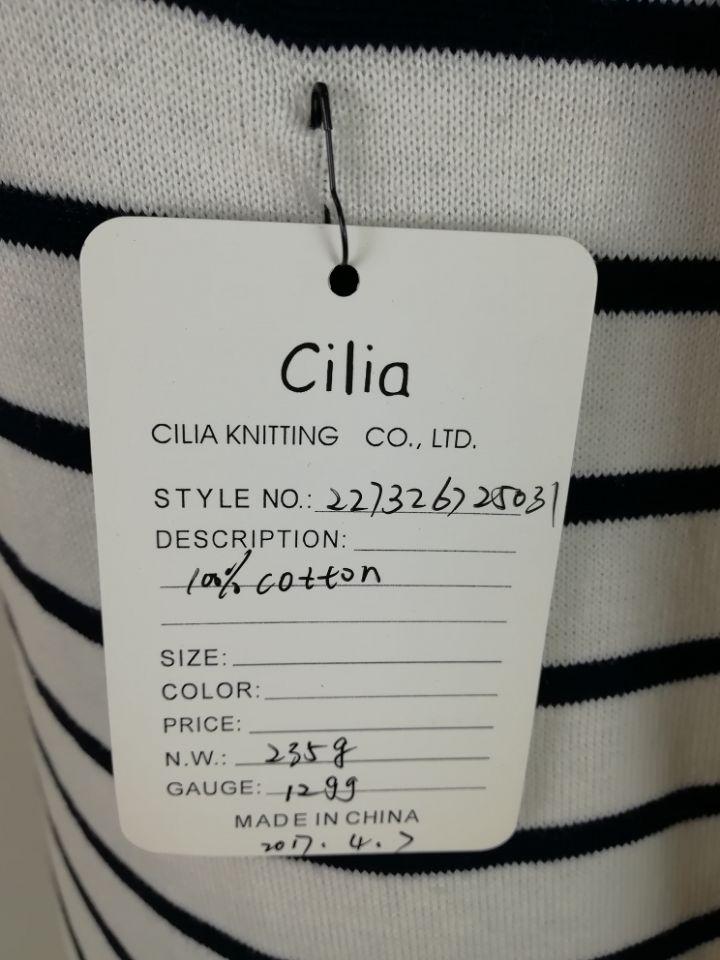 Cilia
CILIA KNITTING CO., LTD.
STYLE NO.: 227326725031
DESCRIPTION:
100% cotton
SIZE:
COLOR:
PRICE:
N.W.: 235g
GAUGE: 12gg
MADE IN CHINA
2017.4.7